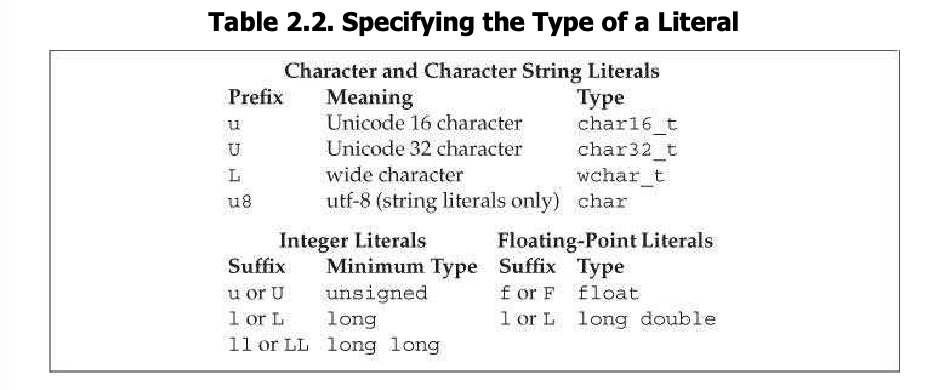 Table 2.2. Specifying the Type of a Literal
Character and Character String Literals
Prefix Meaning Type
u Unicode 16 character char16_t
U Unicode 32 character char32_t
L wide character wchar_t
u8 utf-8 (string literals only) char
Integer Literals Floating-Point Literals
Suffix Minimum Type Suffix Type
u or U unsigned f or F float
l or L long l or L long double
ll or LL long long